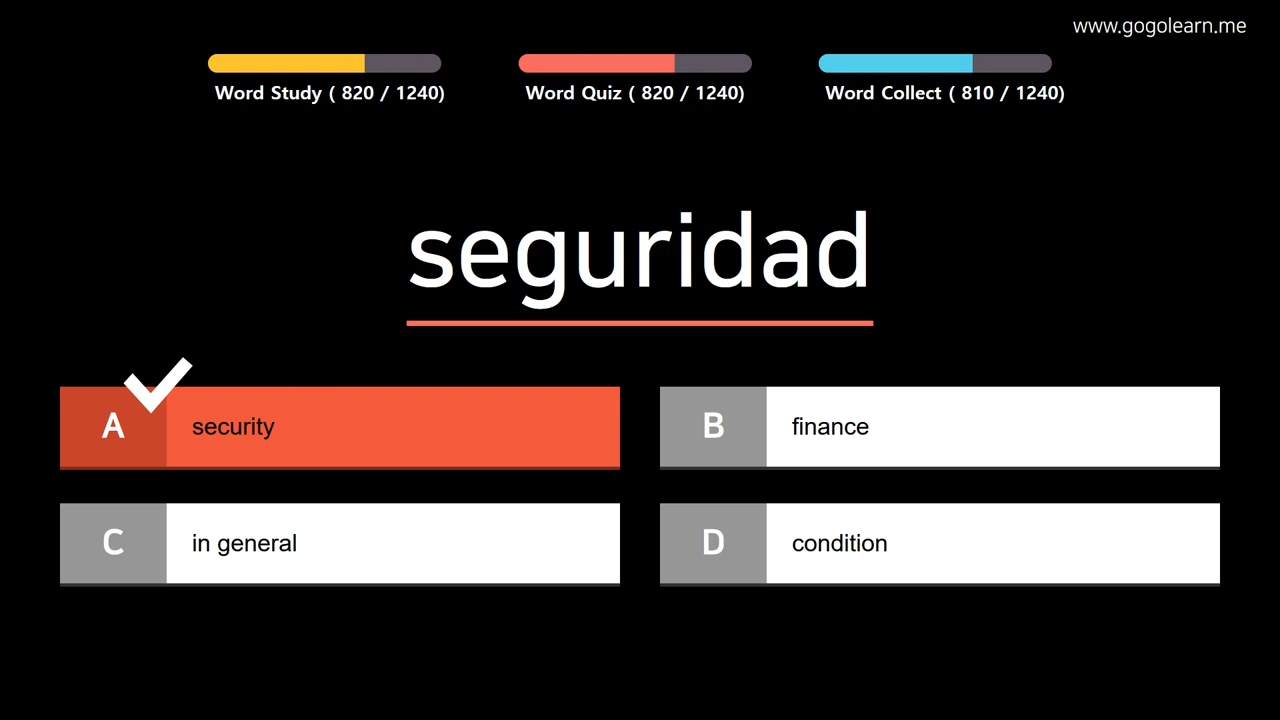 www.gogolearn.me
Word Study ( 820 / 1240)
Word Quiz ( 820 / 1240)
Word Collect ( 810 / 1240)
seguridad
A security
B finance
C in general
D condition